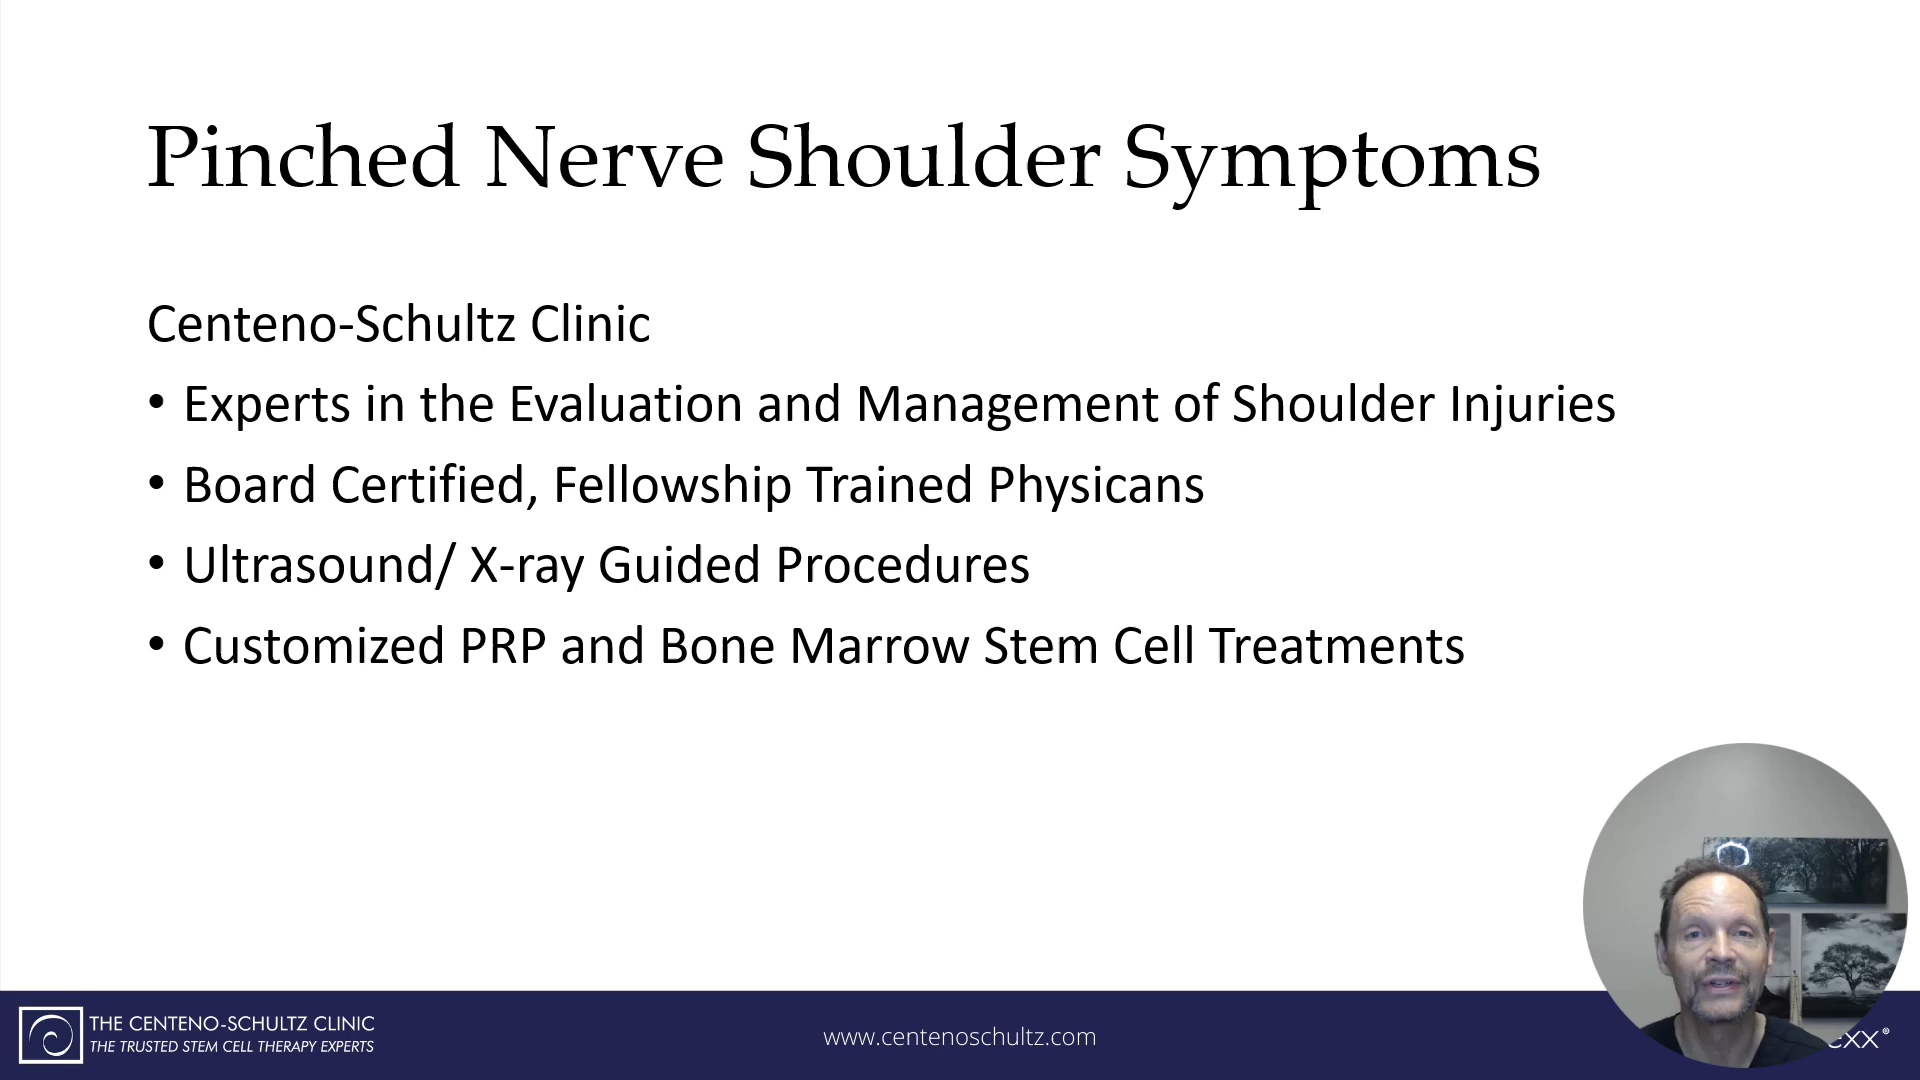 Pinched Nerve Shoulder Symptoms
Centeno-Schultz Clinic
• Experts in the Evaluation and Management of Shoulder Injuries
• Board Certified, Fellowship Trained Physicans
• Ultrasound/ X-ray Guided Procedures
• Customized PRP and Bone Marrow Stem Cell Treatments
THE CENTENO-SCHULTZ CLINIC
THE TRUSTED STEM CELL THERAPY EXPERTS
www.centenoschultz.com